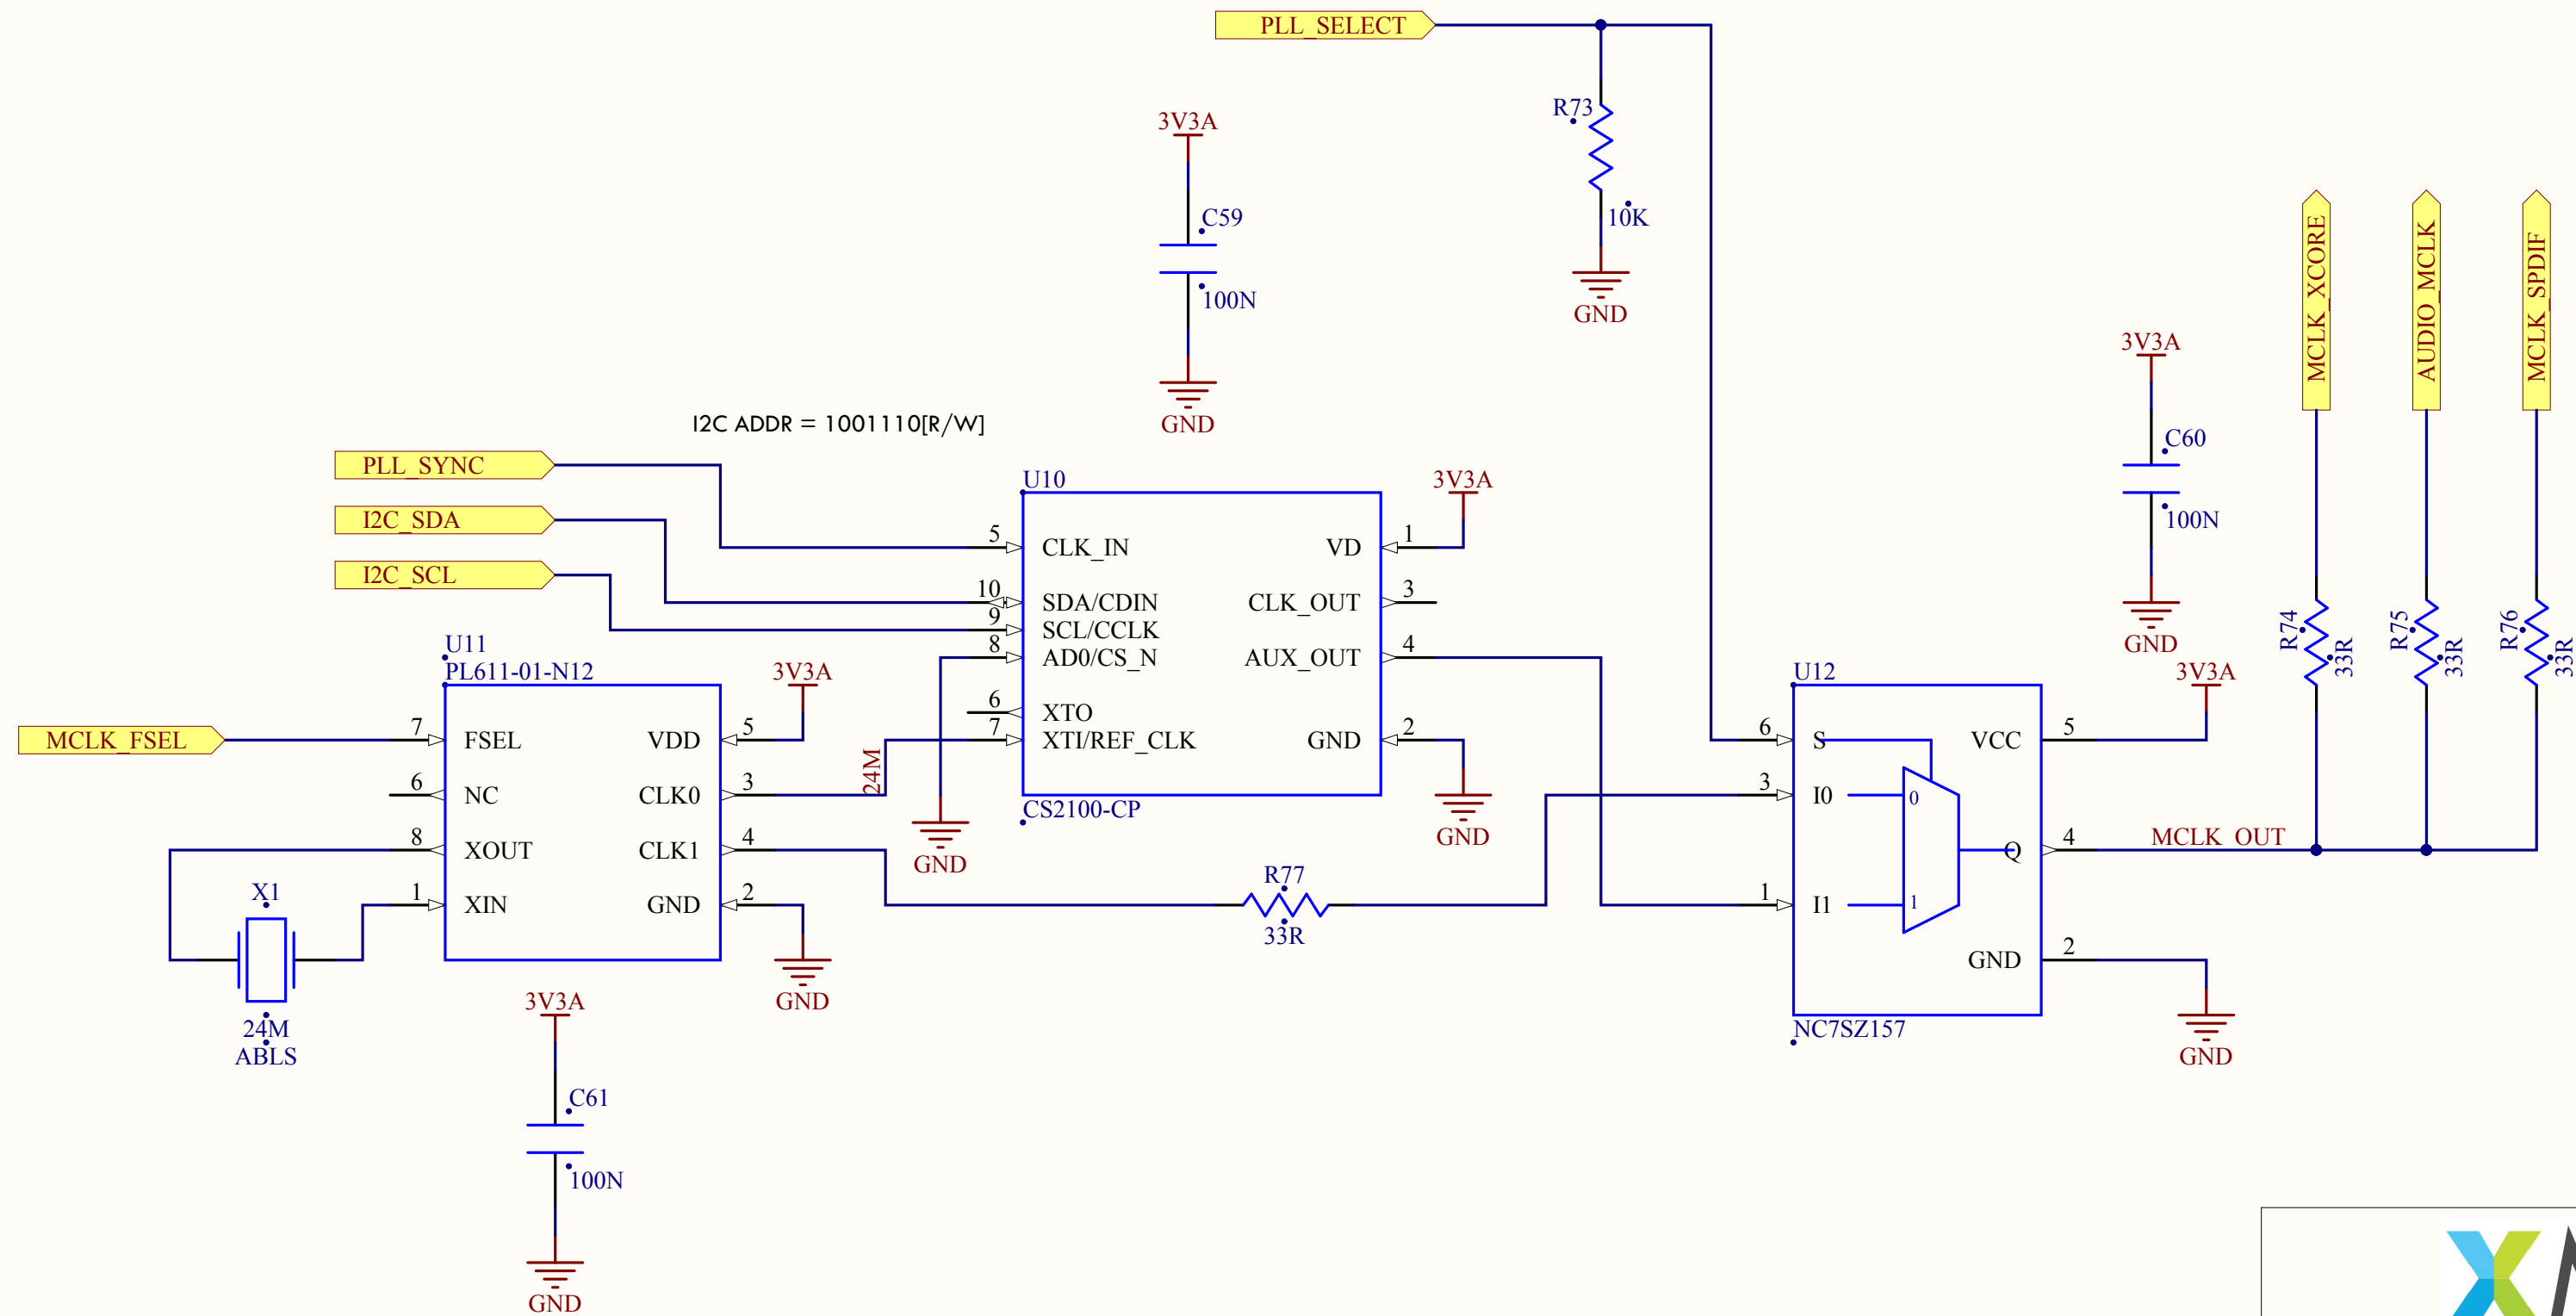 PLL_SELECT
R73
10K
GND
3V3A
C59
100N
GND
MCLK_XCORE
AUDIO_MCLK
MCLK_SPDIF
3V3A
C60
100N
GND
I2C ADDR = 1001110[R/W]
PLL_SYNC
I2C_SDA
I2C_SCL
U10
5 CLK_IN VD 1
3V3A
10 SDA/CDIN CLK_OUT 3
9 SCL/CCLK
8 AD0/CS_N AUX_OUT 4
6 XTO
7 XTI/REF_CLK GND 2
CS2100-CP
GND
GND
R74
33R
R75
33R
R76
33R
U11
PL611-01-N12
3V3A
MCLK_FSEL
7 FSEL VDD 5
6 NC CLK0 3
24M
8 XOUT CLK1 4
1 XIN GND 2
GND
X1
24M
ABLS
3V3A
C61
100N
GND
R77
33R
U12
3V3A
6 S VCC 5
3 I0 0
Q 4
MCLK_OUT
1 I1 1
GND 2
NC7SZ157
GND